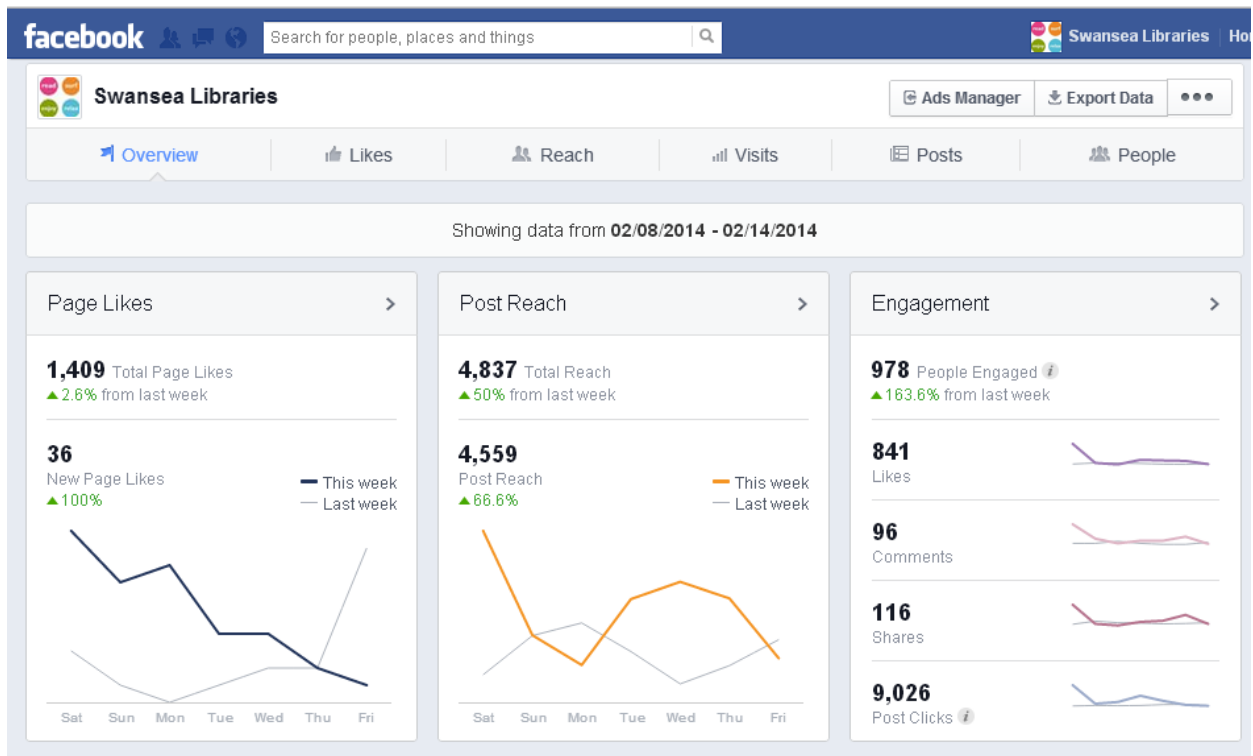 facebook Search for people, places and things Swansea Libraries Ho
Swansea Libraries Ads Manager Export Data
Overview Likes Reach Visits Posts People
Showing data from 02/08/2014 - 02/14/2014
Page Likes
1,409 Total Page Likes
2.6% from last week
36
New Page Likes
100%
This week
Last week
Sat Sun Mon Tue Wed Thu Fri
Post Reach
4,837 Total Reach
50% from last week
4,559
Post Reach
66.6%
This week
Last week
Sat Sun Mon Tue Wed Thu Fri
Engagement
978 People Engaged i
163.6% from last week
841
Likes
96
Comments
116
Shares
9,026
Post Clicks i